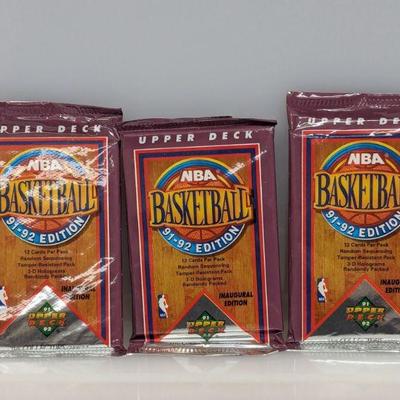 UPPER DECK
NBA
BASKETBALL
91-92 EDITION
12 Cards Per Pack
Random Sequencing
Tamper-Resistant Pack
3-D Holograms
Randomly Packed
INAUGURAL
EDITION
91
UPPER
DECK
92
UPPER DECK
NBA
BASKETBALL
91-92 EDITION
12 Cards Per Pack
Random Sequencing
Tamper-Resistant Pack
3-D Holograms
Randomly Packed
INAUGURAL
EDITION
91
UPPER
DECK
92
UPPER DECK
NBA
BASKETBALL
91-92 EDITION
12 Cards Per Pack
Random Sequencing
Tamper-Resistant Pack
3-D Holograms
Randomly Packed
INAUGURAL
EDITION
91
UPPER
DECK
92